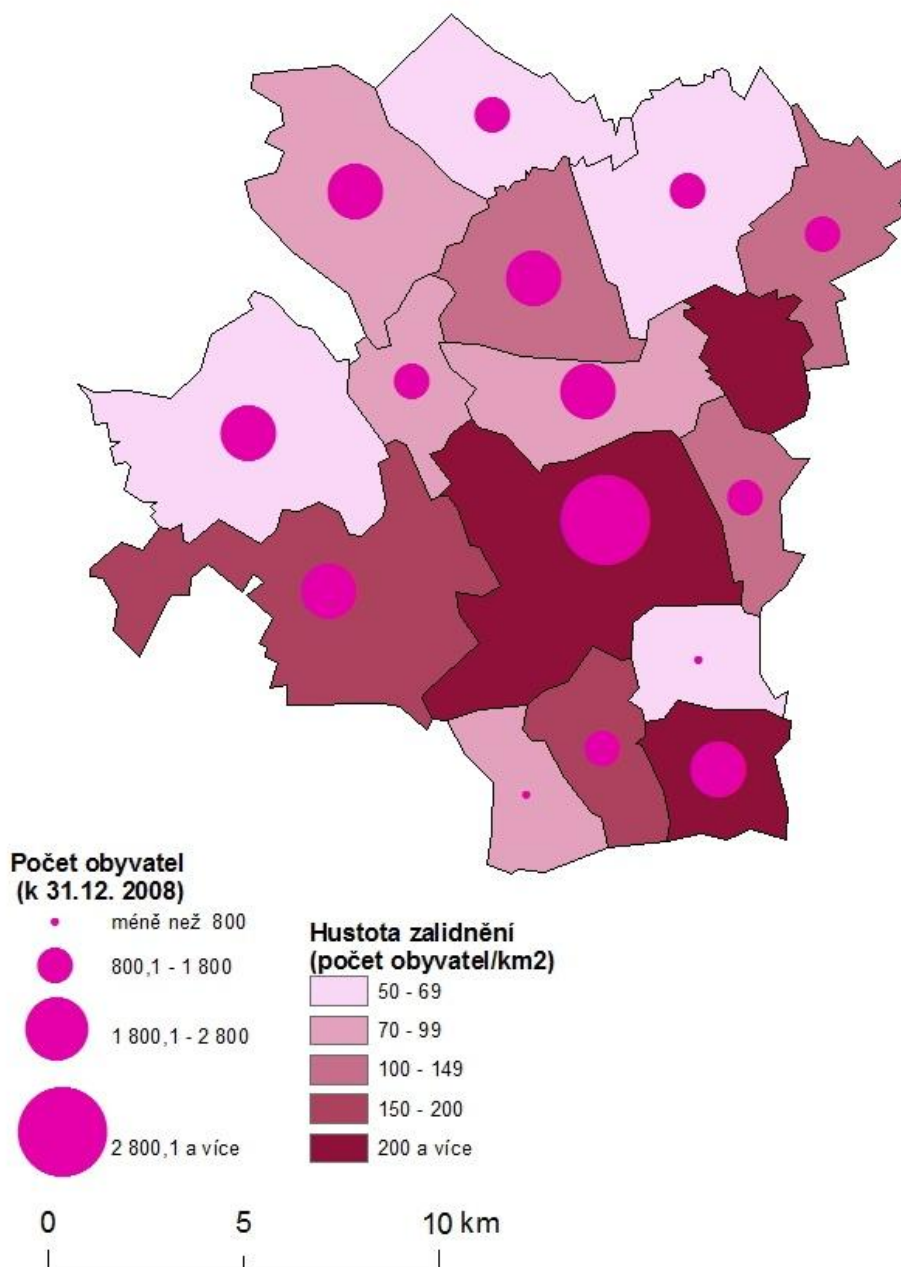 Počet obyvatel
(k 31.12. 2008)
méně než 800
800,1 - 1 800
1 800,1 - 2 800
2 800,1 a více
Hustota zalidnění
(počet obyvatel/km2)
50 - 69
70 - 99
100 - 149
150 - 200
200 a více
0 5 10 km